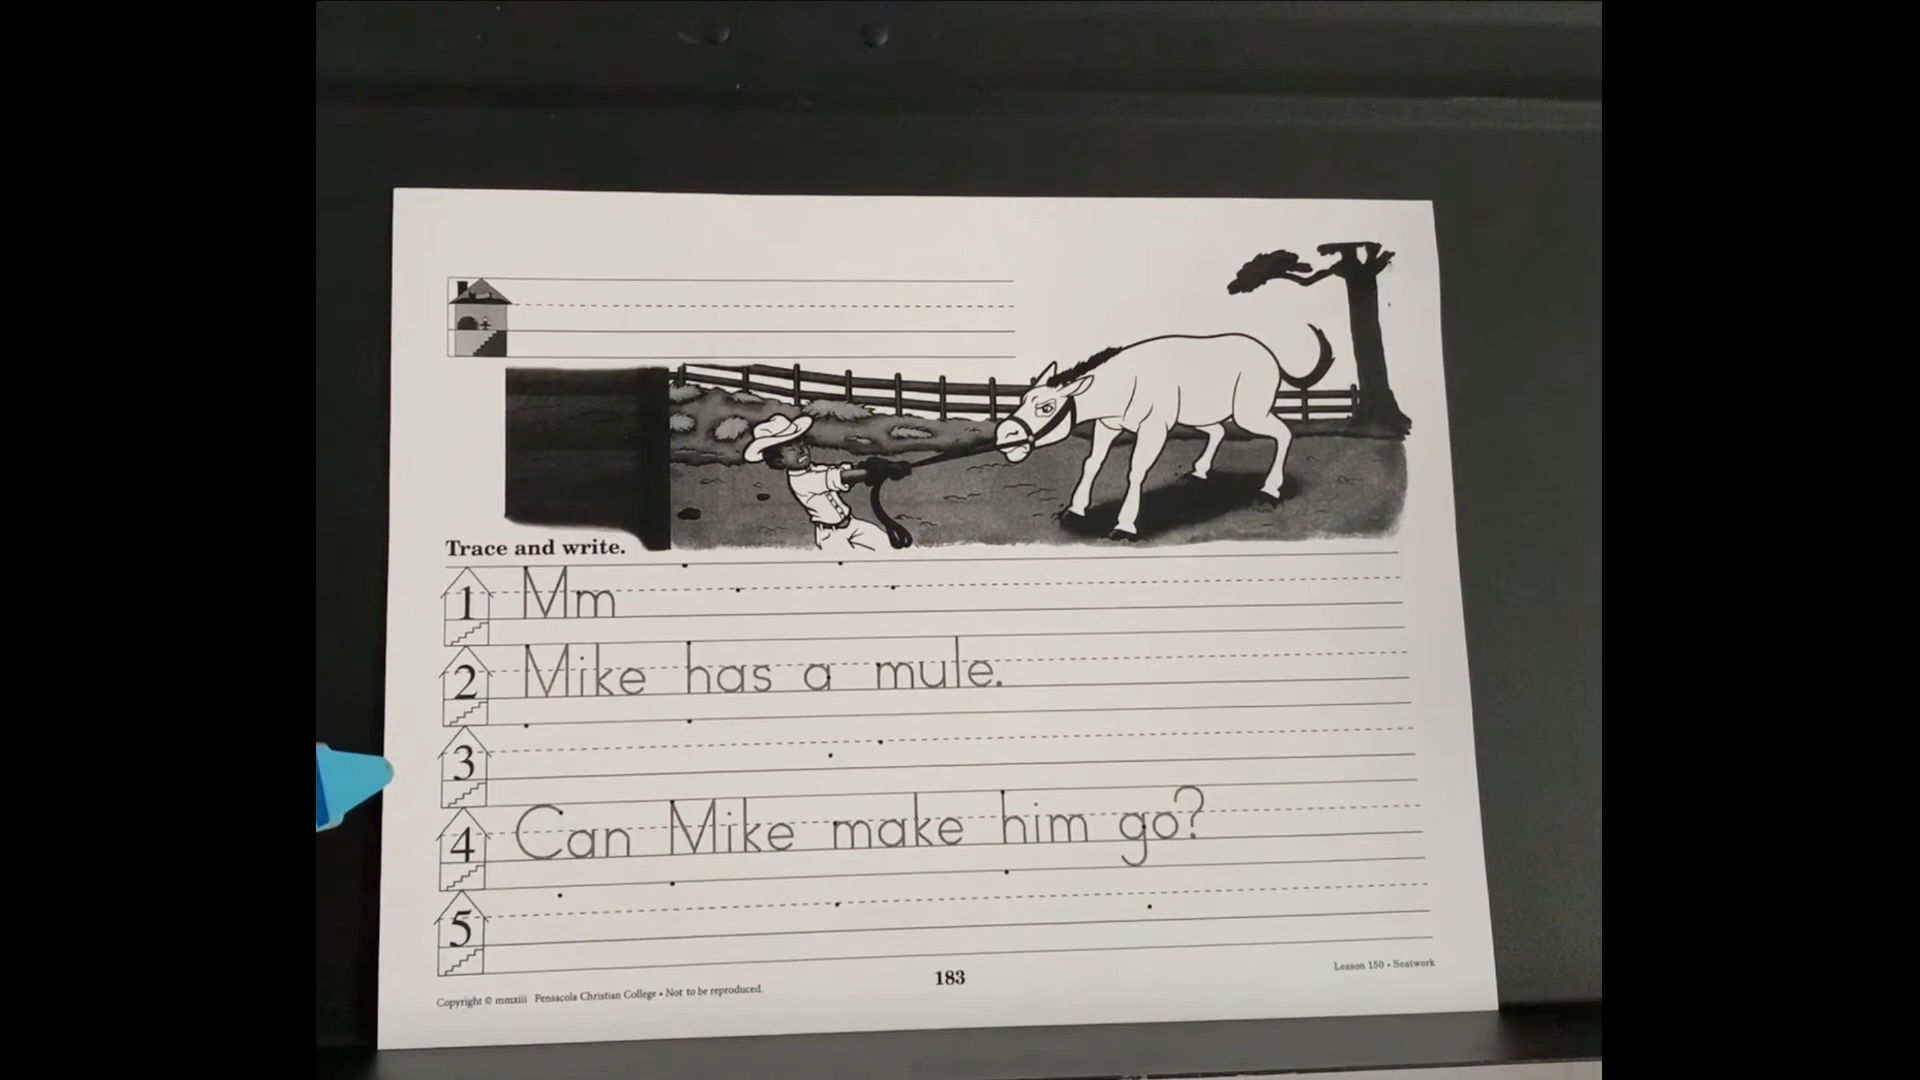 Trace and write.
1 Mm
2 Mike has a mule.
3
4 Can Mike make him go?
5
183
Lesson 150 • Seatwork
Copyright © mmxiii Pensacola Christian College • Not to be reproduced.